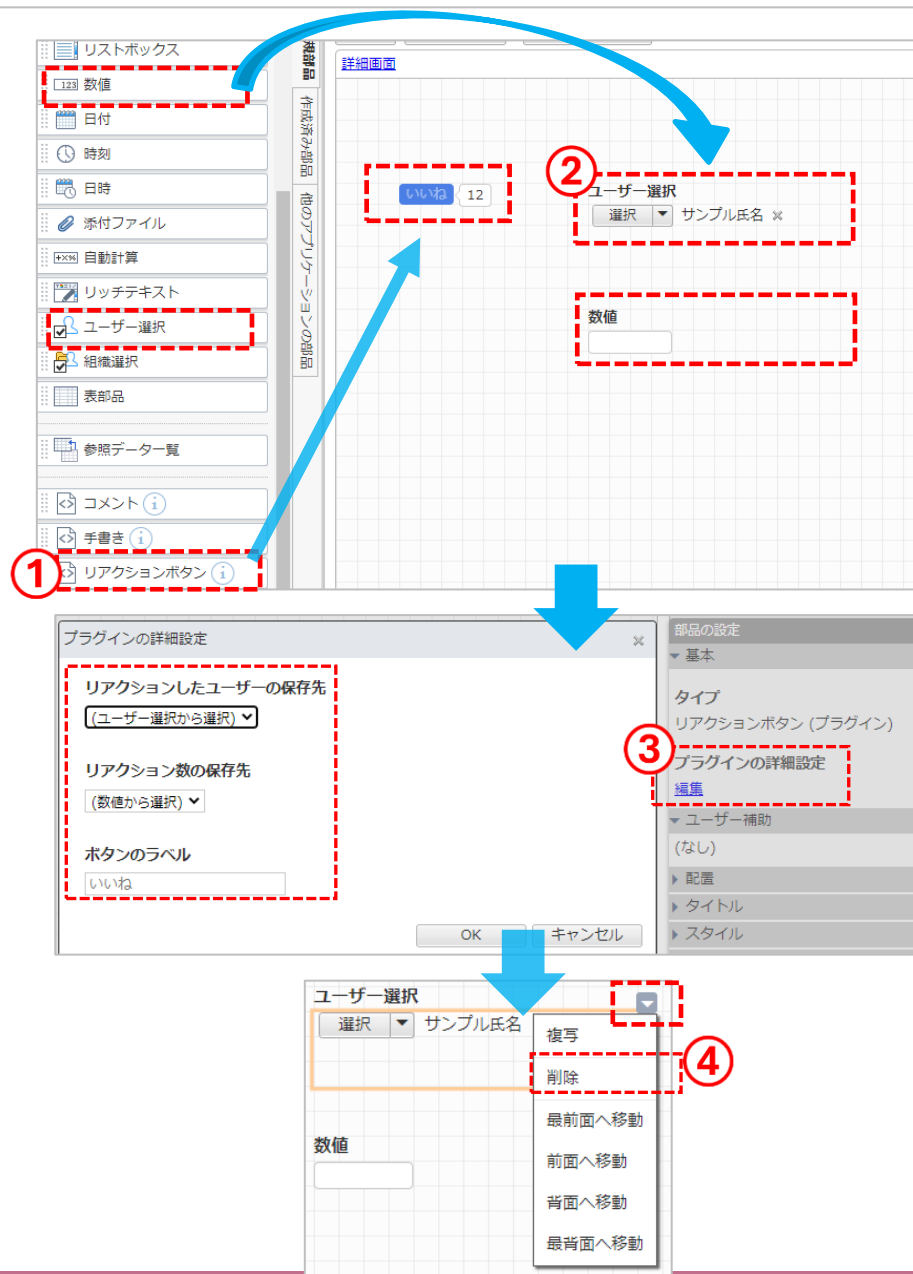 リストボックス
123 数値
日付
時刻
日時
添付ファイル
+×% 自動計算
リッチテキスト
ユーザー選択
組織選択
表部品
参照データ一覧
コメント i
手書き i
① リアクションボタン i
規部品
作成済み部品
他のアプリケーションの部品
詳細画面
いいね 12
②
ユーザー選択
選択 サンプル氏名
数値
プラグインの詳細設定
リアクションしたユーザーの保存先
(ユーザー選択から選択)
リアクション数の保存先
(数値から選択)
ボタンのラベル
いいね
OK キャンセル
部品の設定
基本
タイプ
リアクションボタン (プラグイン)
③
プラグインの詳細設定
編集
ユーザー補助
(なし)
配置
タイトル
スタイル
ユーザー選択
選択 サンプル氏名
数値
複写
削除
④
最前面へ移動
前面へ移動
背面へ移動
最背面へ移動